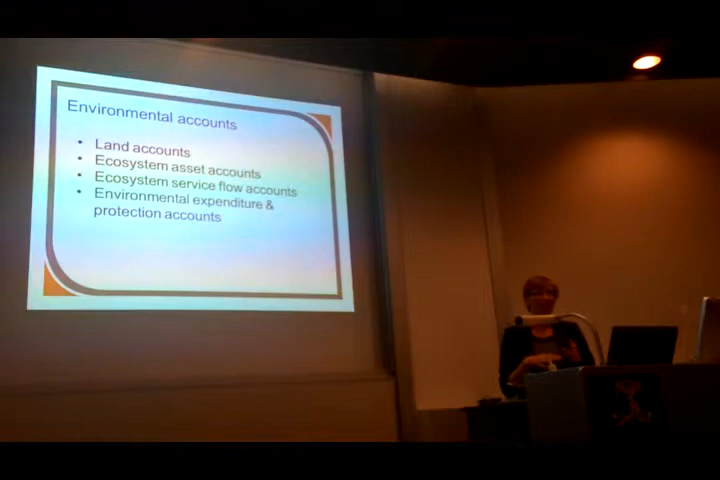 Environmental accounts
• Land accounts
• Ecosystem asset accounts
• Ecosystem service flow accounts
• Environmental expenditure &
protection accounts